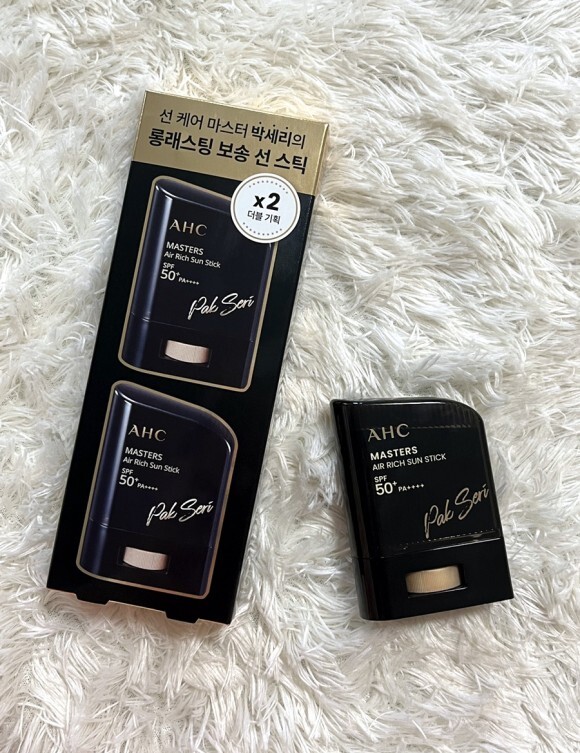 선 케어 마스터 박세리의
롱래스팅 보송 선 스틱
x2
더블 기획
AHC
MASTERS
Air Rich Sun Stick
SPF
50+ PA++++
Pak Seri
AHC
MASTERS
Air Rich Sun Stick
SPF
50+ PA++++
Pak Seri
AHC
MASTERS
AIR RICH SUN STICK
SPF
50+ PA++++
Pak Seri